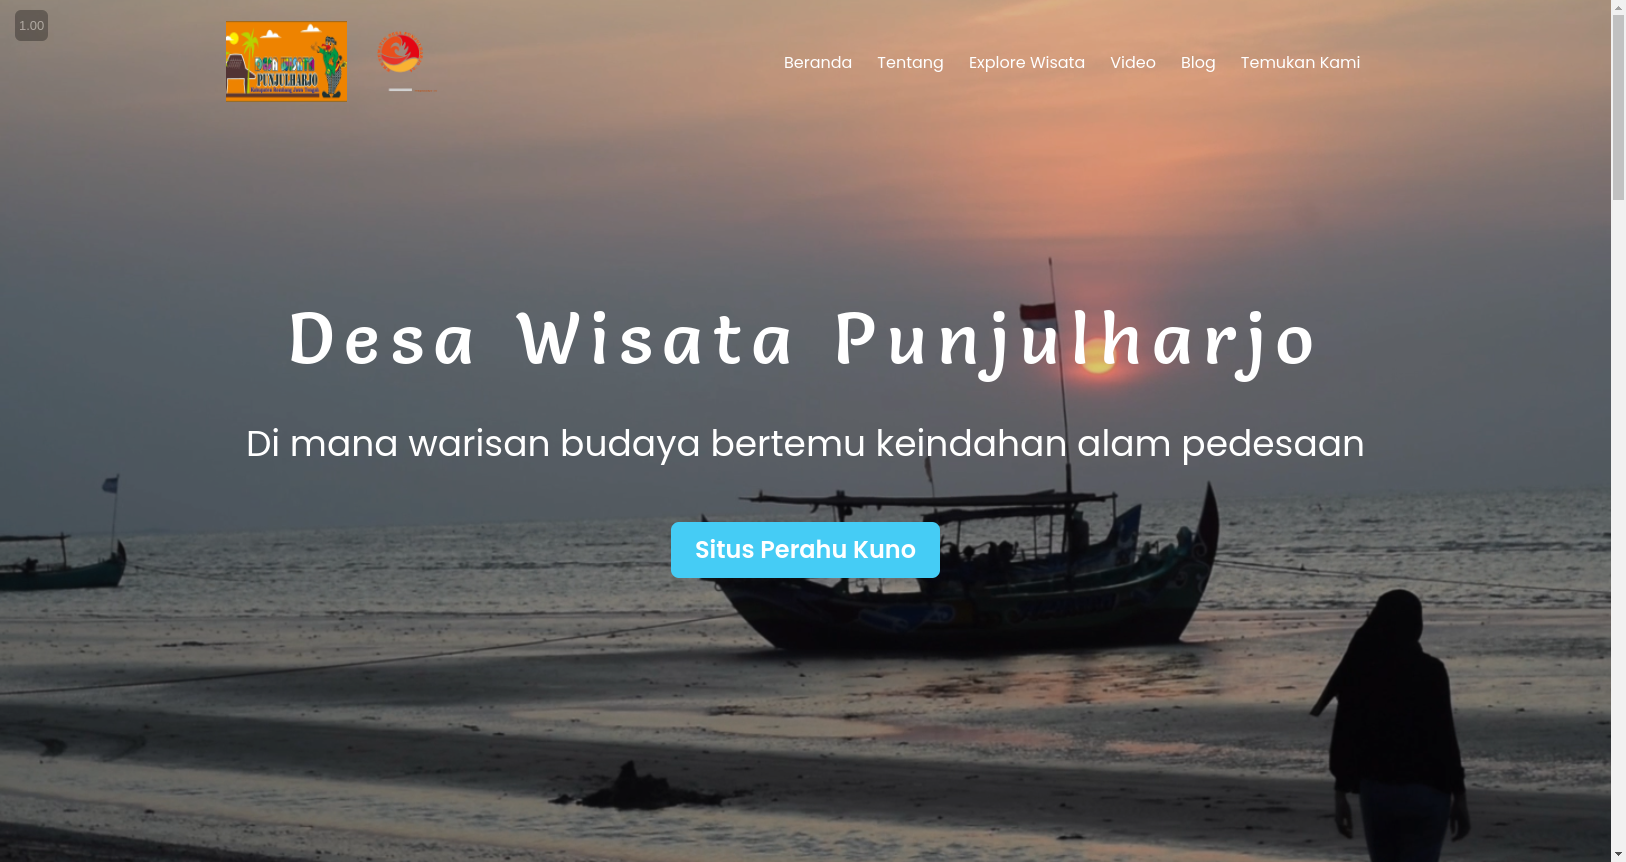 1.00
DESA WISATA
PUNJULHARJO
Beranda Tentang Explore Wisata Video Blog Temukan Kami
Desa Wisata Punjulharjo
Di mana warisan budaya bertemu keindahan alam pedesaan
Situs Perahu Kuno